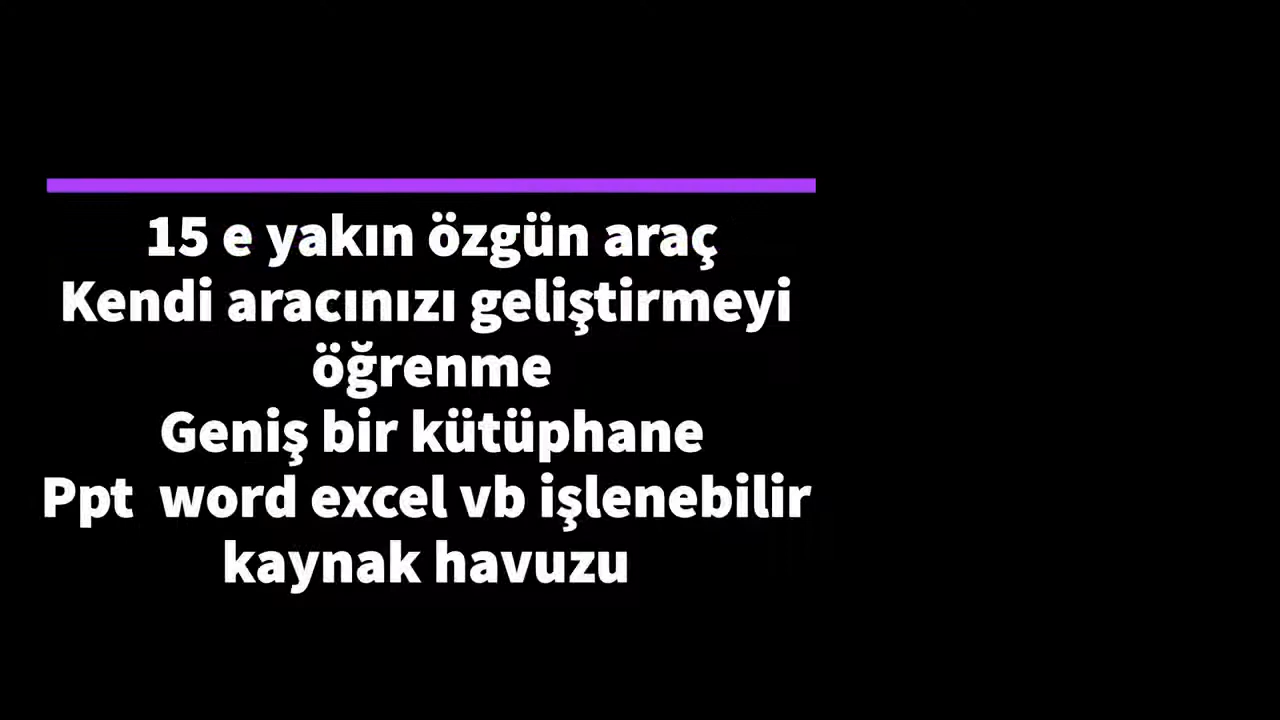 15 e yakın özgün araç
Kendi aracınızı geliştirmeyi
öğrenme
Geniş bir kütüphane
Ppt  word excel vb işlenebilir
kaynak havuzu